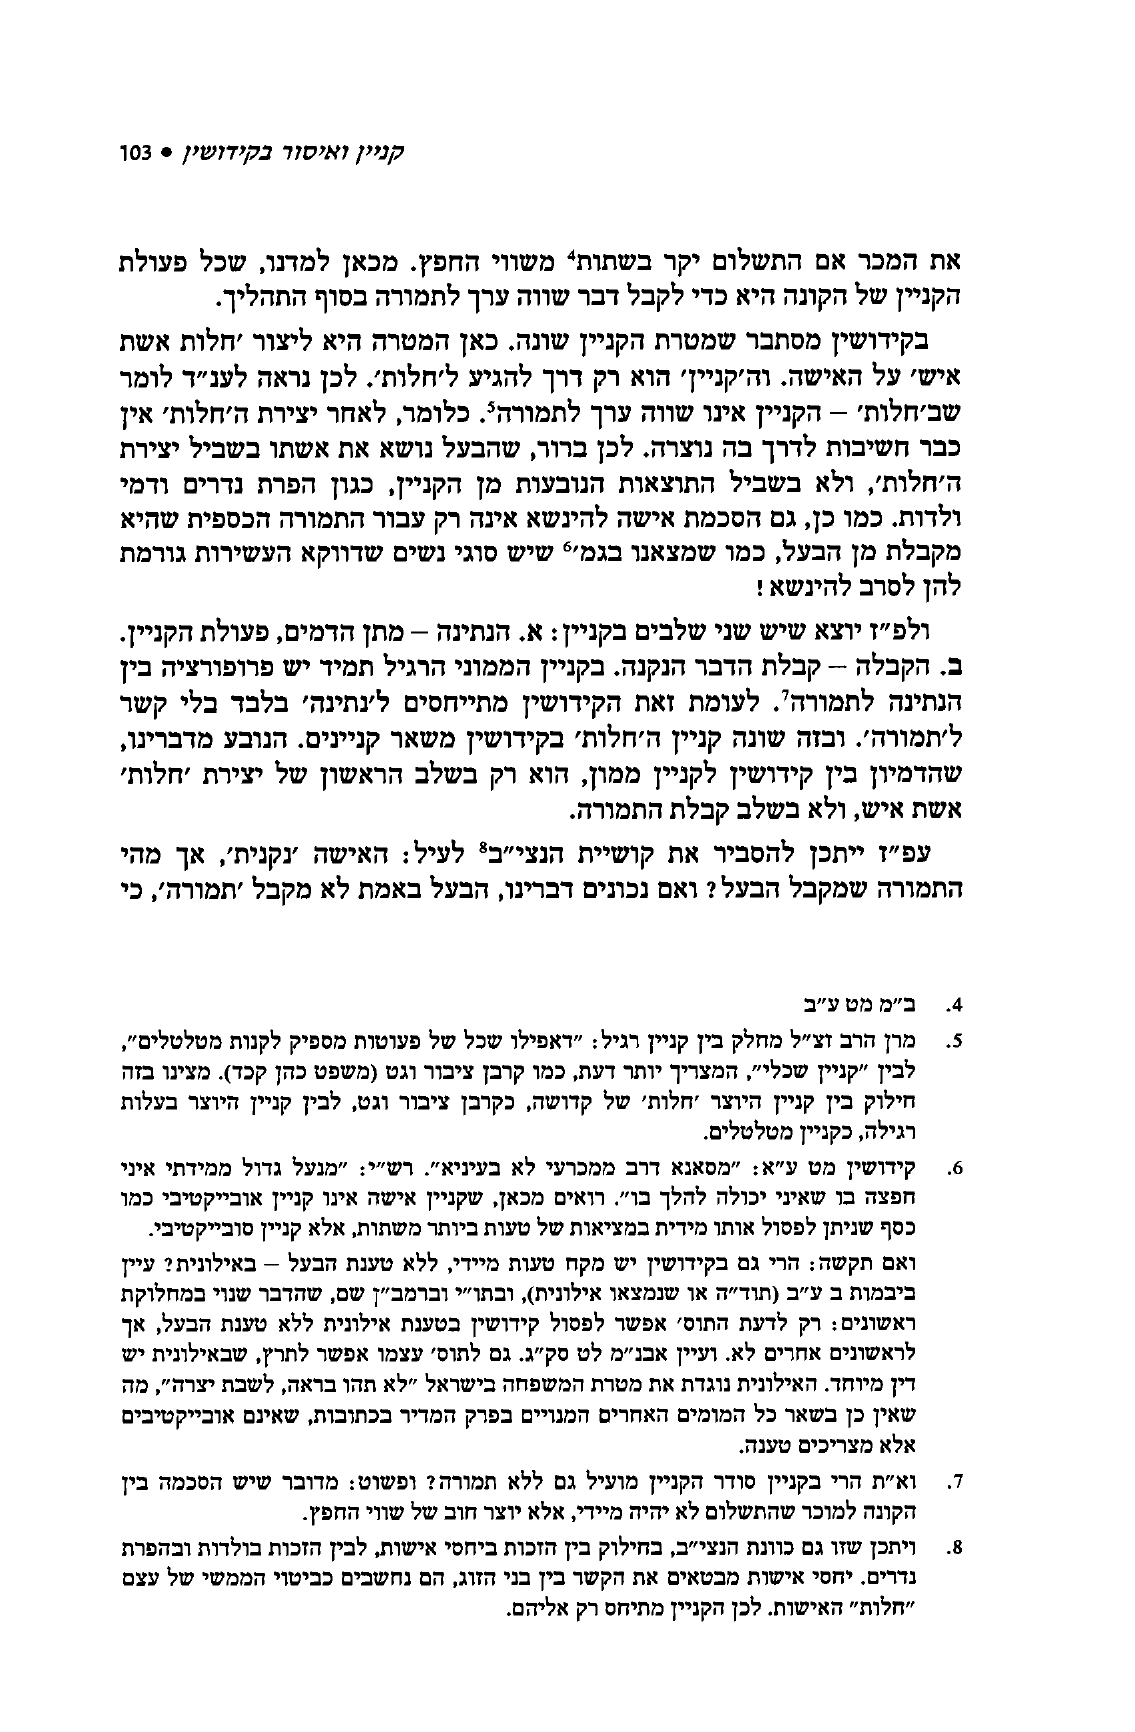 קניין ואיסור בקידושין • 103
את המכר אם התשלום יקר בשתות4 משווי החפץ. מכאן למדנו, שכל פעולת
הקניין של הקונה היא כדי לקבל דבר שווה ערך לתמורה בסוף התהליך.
בקידושין מסתבר שמטרת הקניין שונה. כאן המטרה היא ליצור 'חלות אשת
איש' על האישה. וה'קניין' הוא רק דרך להגיע ל'חלות'. לכן נראה לענ"ד לומר
שב'חלות' – הקניין אינו שווה ערך לתמורה5. כלומר, לאחר יצירת ה'חלות' אין
כבר חשיבות לדרך בה נוצרה. לכן ברור, שהבעל נושא את אשתו בשביל יצירת
ה'חלות', ולא בשביל התוצאות הנובעות מן הקניין, כגון הפרת נדרים ודמי
ולדות. כמו כן, גם הסכמת אישה להינשא אינה רק עבור התמורה הכספית שהיא
מקבלת מן הבעל, כמו שמצאנו בגמ'6 שיש סוגי נשים שדווקא העשירות גורמת
להן לסרב להינשא!
ולפ"ז יוצא שיש שני שלבים בקניין: א. הנתינה – מתן הדמים, פעולת הקניין.
ב. הקבלה – קבלת הדבר הנקנה. בקניין הממוני הרגיל תמיד יש פרופורציה בין
הנתינה לתמורה7. לעומת זאת הקידושין מתייחסים ל'נתינה' בלבד בלי קשר
ל'תמורה'. ובזה שונה קניין ה'חלות' בקידושין משאר קניינים. הנובע מדברינו,
שהדמיון בין קידושין לקניין ממון, הוא רק בשלב הראשון של יצירת 'חלות'
אשת איש, ולא בשלב קבלת התמורה.
עפ"ז ייתכן להסביר את קושיית הנצי"ב8 לעיל: האישה 'נקנית', אך מהי
התמורה שמקבל הבעל? ואם נכונים דברינו, הבעל באמת לא מקבל 'תמורה', כי
4. ב"מ מט ע"ב
5. מרן הרב זצ"ל מחלק בין קניין רגיל: "דאפילו שכל של פעוטות מספיק לקנות מטלטלים",
לבין "קניין שכלי", המצריך יותר דעת, כמו קרבן ציבור וגט (משפט כהן קכד). מצינו בזה
חילוק בין קניין היוצר 'חלות' של קדושה, כקרבן ציבור וגט, לבין קניין היוצר בעלות
רגילה, כקניין מטלטלים.
6. קידושין מט ע"א: "מסאנא דרב ממכרעי לא בעיניא". רש"י: "מנעל גדול ממידתי איני
חפצה בו שאיני יכולה להלך בו". רואים מכאן, שקניין אישה אינו קניין אובייקטיבי כמו
כסף שניתן לפסול אותו מידית במציאות של טעות ביותר משתות, אלא קניין סובייקטיבי.
ואם תקשה: הרי גם בקידושין יש מקח טעות מיידי, ללא טענת הבעל – באילונית? עיין
ביבמות ב ע"ב (תוד"ה או שנמצאו אילונית), ובתו"י וברמב"ן שם, שהדבר שנוי במחלוקת
ראשונים: רק לדעת התוס' אפשר לפסול קידושין בטענת אילונית ללא טענת הבעל, אך
לראשונים אחרים לא. ועיין אבנ"מ לט סק"ג. גם לתוס' עצמו אפשר לתרץ, שבאילונית יש
דין מיוחד. האילונית נוגדת את מטרת המשפחה בישראל "לא תהו בראה, לשבת יצרה", מה
שאין כן בשאר כל המומים האחרים המנויים בפרק המדיר בכתובות, שאינם אובייקטיבים
אלא מצריכים טענה.
7. וא"ת הרי בקניין סודר הקניין מועיל גם ללא תמורה? ופשוט: מדובר שיש הסכמה בין
הקונה למוכר שהתשלום לא יהיה מיידי, אלא יוצר חוב של שווי החפץ.
8. ויתכן שזו גם כוונת הנצי"ב, בחילוק בין הזכות ביחסי אישות, לבין הזכות בולדות ובהפרת
נדרים. יחסי אישות מבטאים את הקשר בין בני הזוג, הם נחשבים כביטוי הממשי של עצם
"חלות" האישות. לכן הקניין מתיחס רק אליהם.